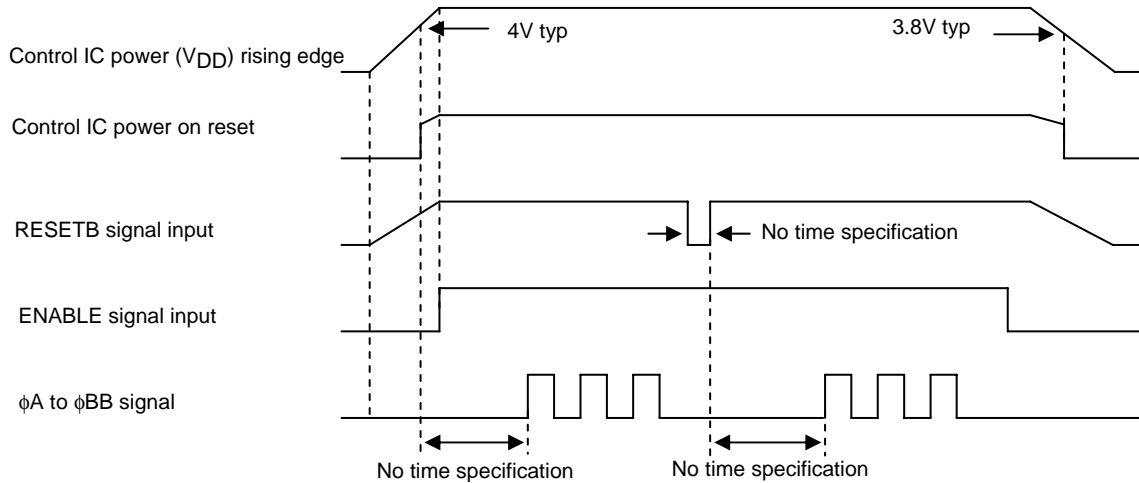 4V typ
3.8V typ
Control IC power (VDD) rising edge
Control IC power on reset
RESETB signal input
No time specification
ENABLE signal input
ϕA to ϕBB signal
No time specification
No time specification